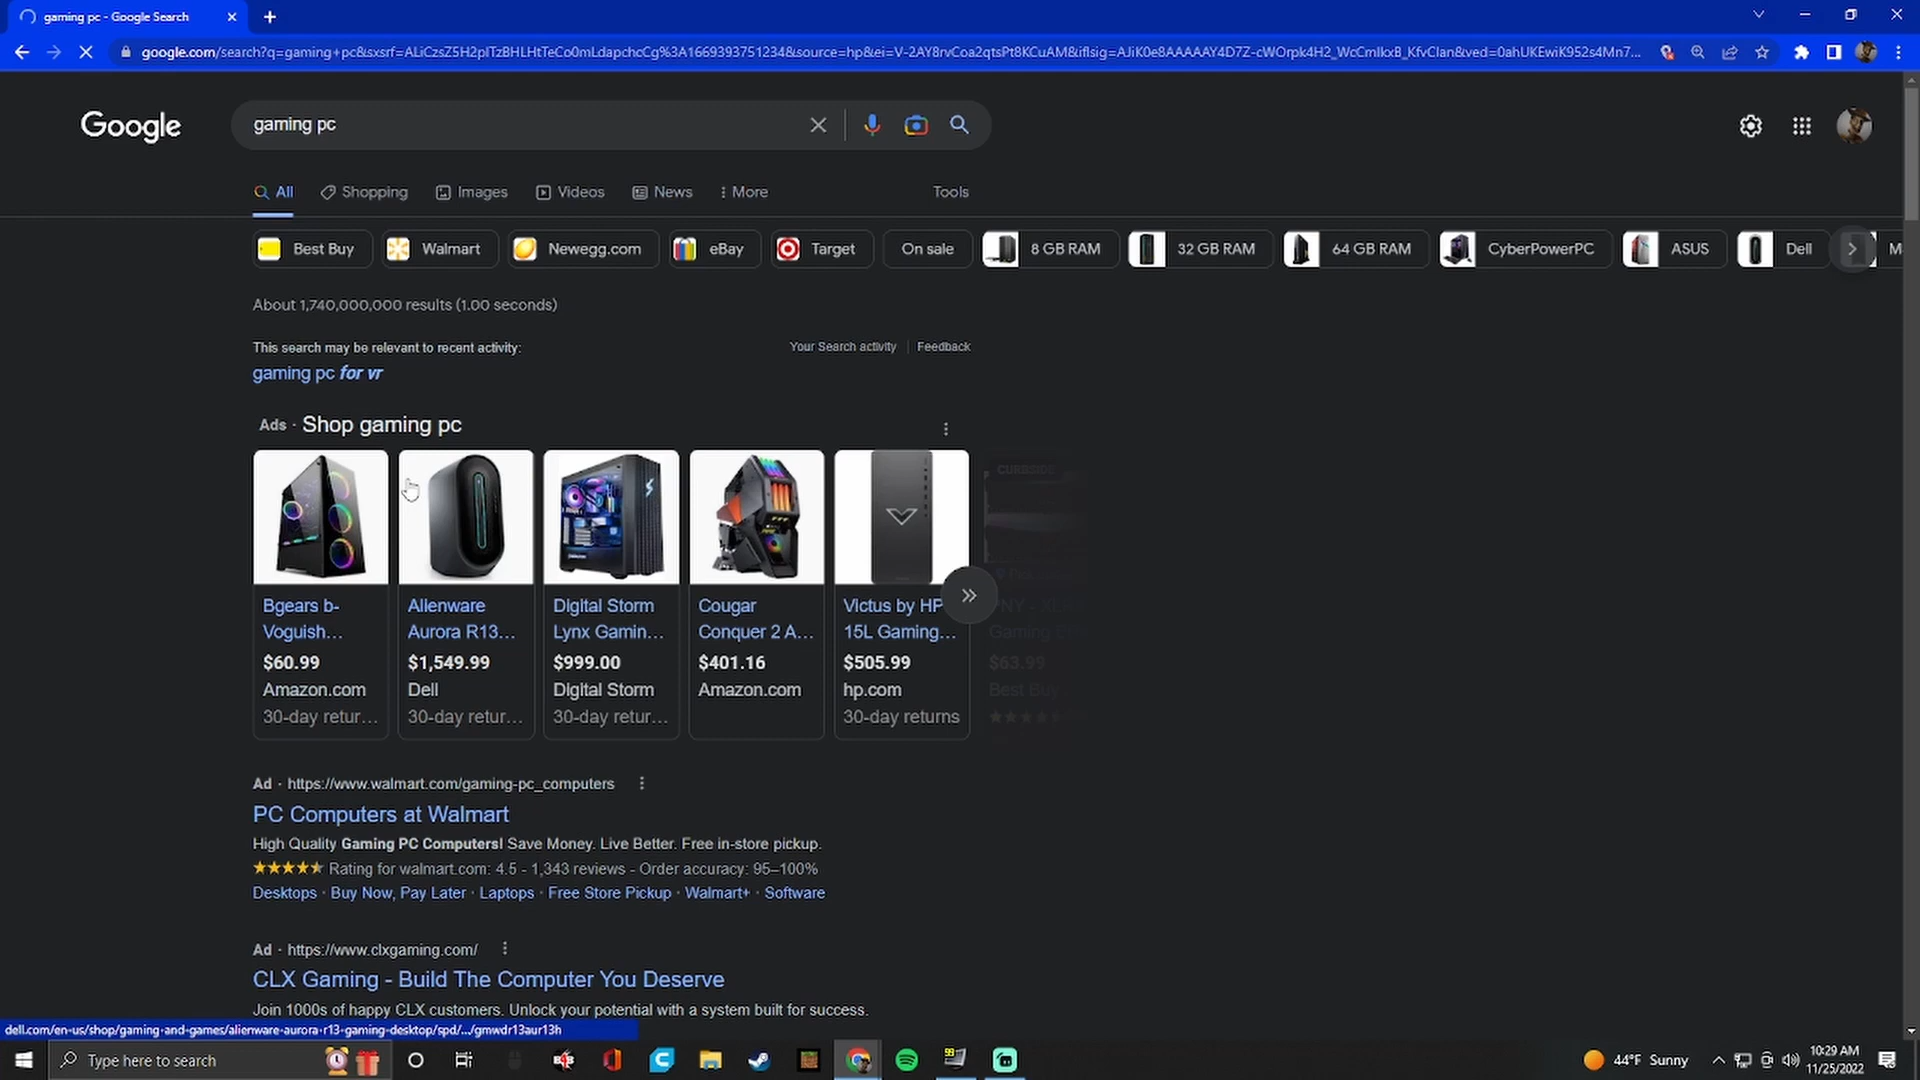 gaming pc - Google Search
google.com/search?q=gaming+pc&sxsrf=ALiCzsZ5H2plTzBHLHtTeCo0mLdapchcCg%3A1669393751234&source=hp&ei=V-2AY8rvCoa2qtsPt8KCuAM&iflsig=AJiK0e8AAAAAY4D7Z-cWOrpk4H2_WcCmIkxB_KfvCIan&ved=0ahUKEwiK952s4Mn7...
Google
gaming pc
All
Shopping
Images
Videos
News
More
Tools
Best Buy
Walmart
Newegg.com
eBay
Target
On sale
8 GB RAM
32 GB RAM
64 GB RAM
CyberPowerPC
ASUS
Dell
M
About 1,740,000,000 results (1.00 seconds)
This search may be relevant to recent activity:
Your Search activity
Feedback
gaming pc for vr
Ads · Shop gaming pc
CURBSIDE
Bgears b-
Voguish...
$60.99
Amazon.com
30-day retur...
Alienware
Aurora R13...
$1,549.99
Dell
30-day retur...
Digital Storm
Lynx Gamin...
$999.00
Digital Storm
30-day retur...
Cougar
Conquer 2 A...
$401.16
Amazon.com
Victus by HP
15L Gaming...
$505.99
hp.com
30-day returns
Gaming
$63.99
Best Buy
Ad · https://www.walmart.com/gaming-pc_computers
PC Computers at Walmart
High Quality Gaming PC Computers! Save Money. Live Better. Free in-store pickup.
Rating for walmart.com: 4.5 - 1,343 reviews - Order accuracy: 95–100%
Desktops · Buy Now, Pay Later · Laptops · Free Store Pickup · Walmart+ · Software
Ad · https://www.clxgaming.com/
CLX Gaming - Build The Computer You Deserve
Join 1000s of happy CLX customers. Unlock your potential with a system built for success.
dell.com/en-us/shop/gaming-and-games/alienware-aurora-r13-gaming-desktop/spd/.../gmwdr13aur13h
Type here to search
99
44°F Sunny
10:29 AM
11/25/2022